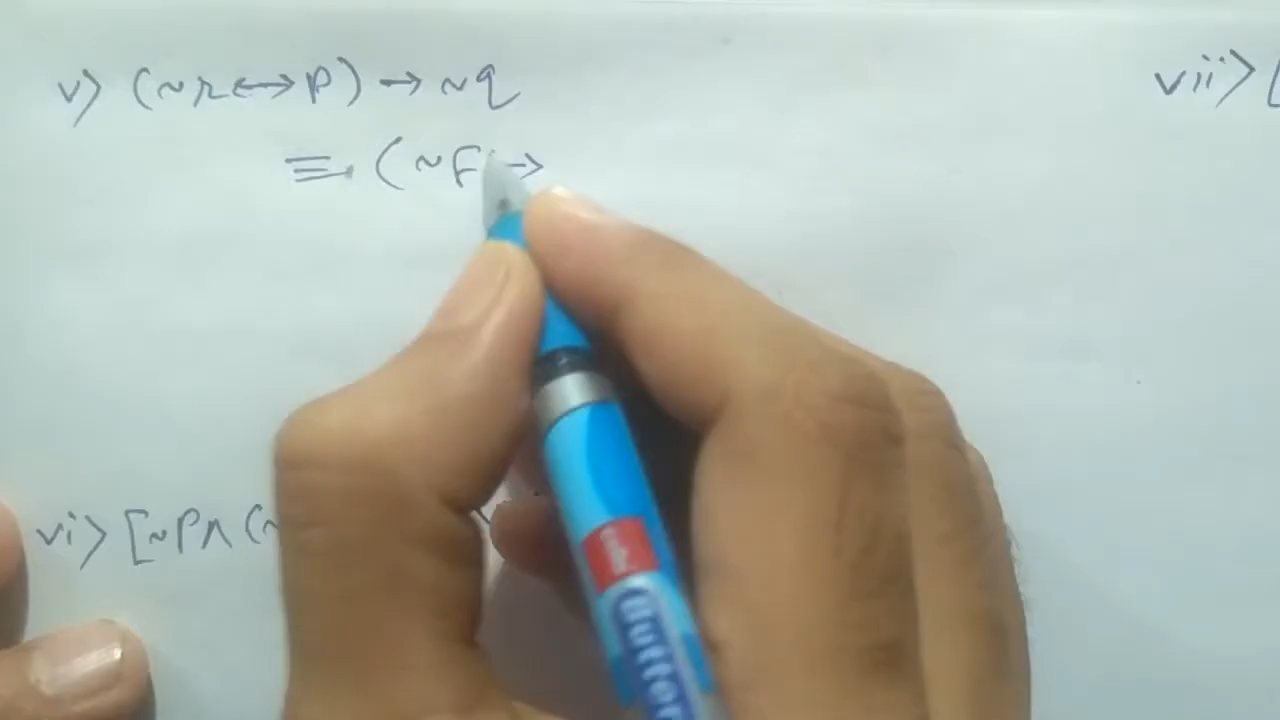 v) (~r↔p) → ~q
≡ (~F↔
vi) [~p∧(~
vii) [
cello
Butter